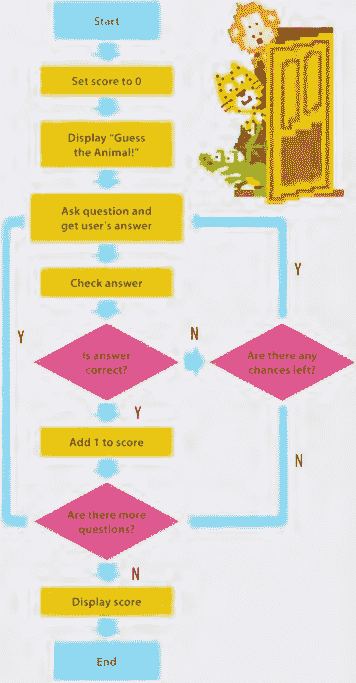 Start
Set score to 0
Display "Guess
the Animal!"
Ask question and
get user's answer
Check answer
Is answer
correct?
N
Are there any
chances left?
Y
Y
Y
Add 1 to score
N
Are there more
questions?
N
Display score
End